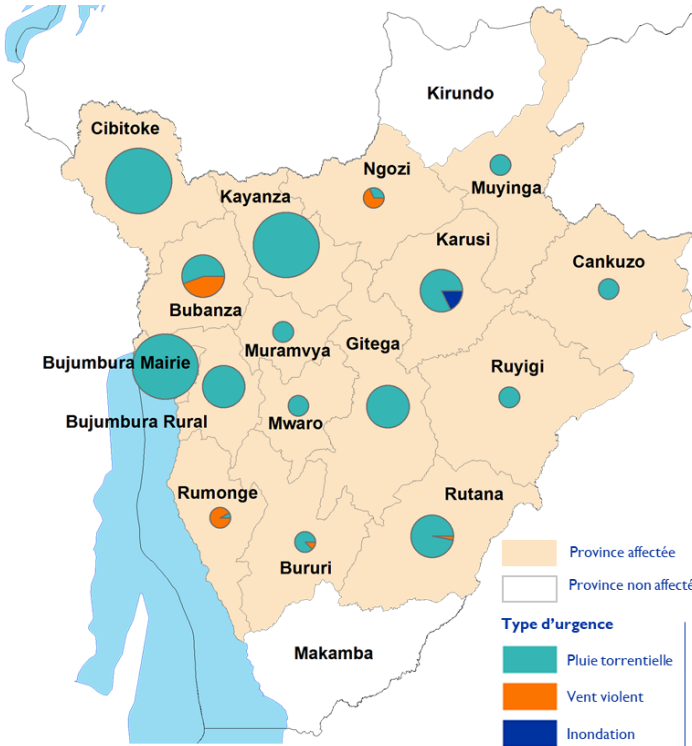 Kirundo
Cibitoke
Ngozi
Muyinga
Kayanza
Karusi
Cankuzo
Bubanza
Muramvya
Gitega
Bujumbura Mairie
Ruyigi
Bujumbura Rural
Mwaro
Rumonge
Rutana
Bururi
Makamba
Province affectée
Province non affecté
Type d'urgence
Pluie torrentielle
Vent violent
Inondation